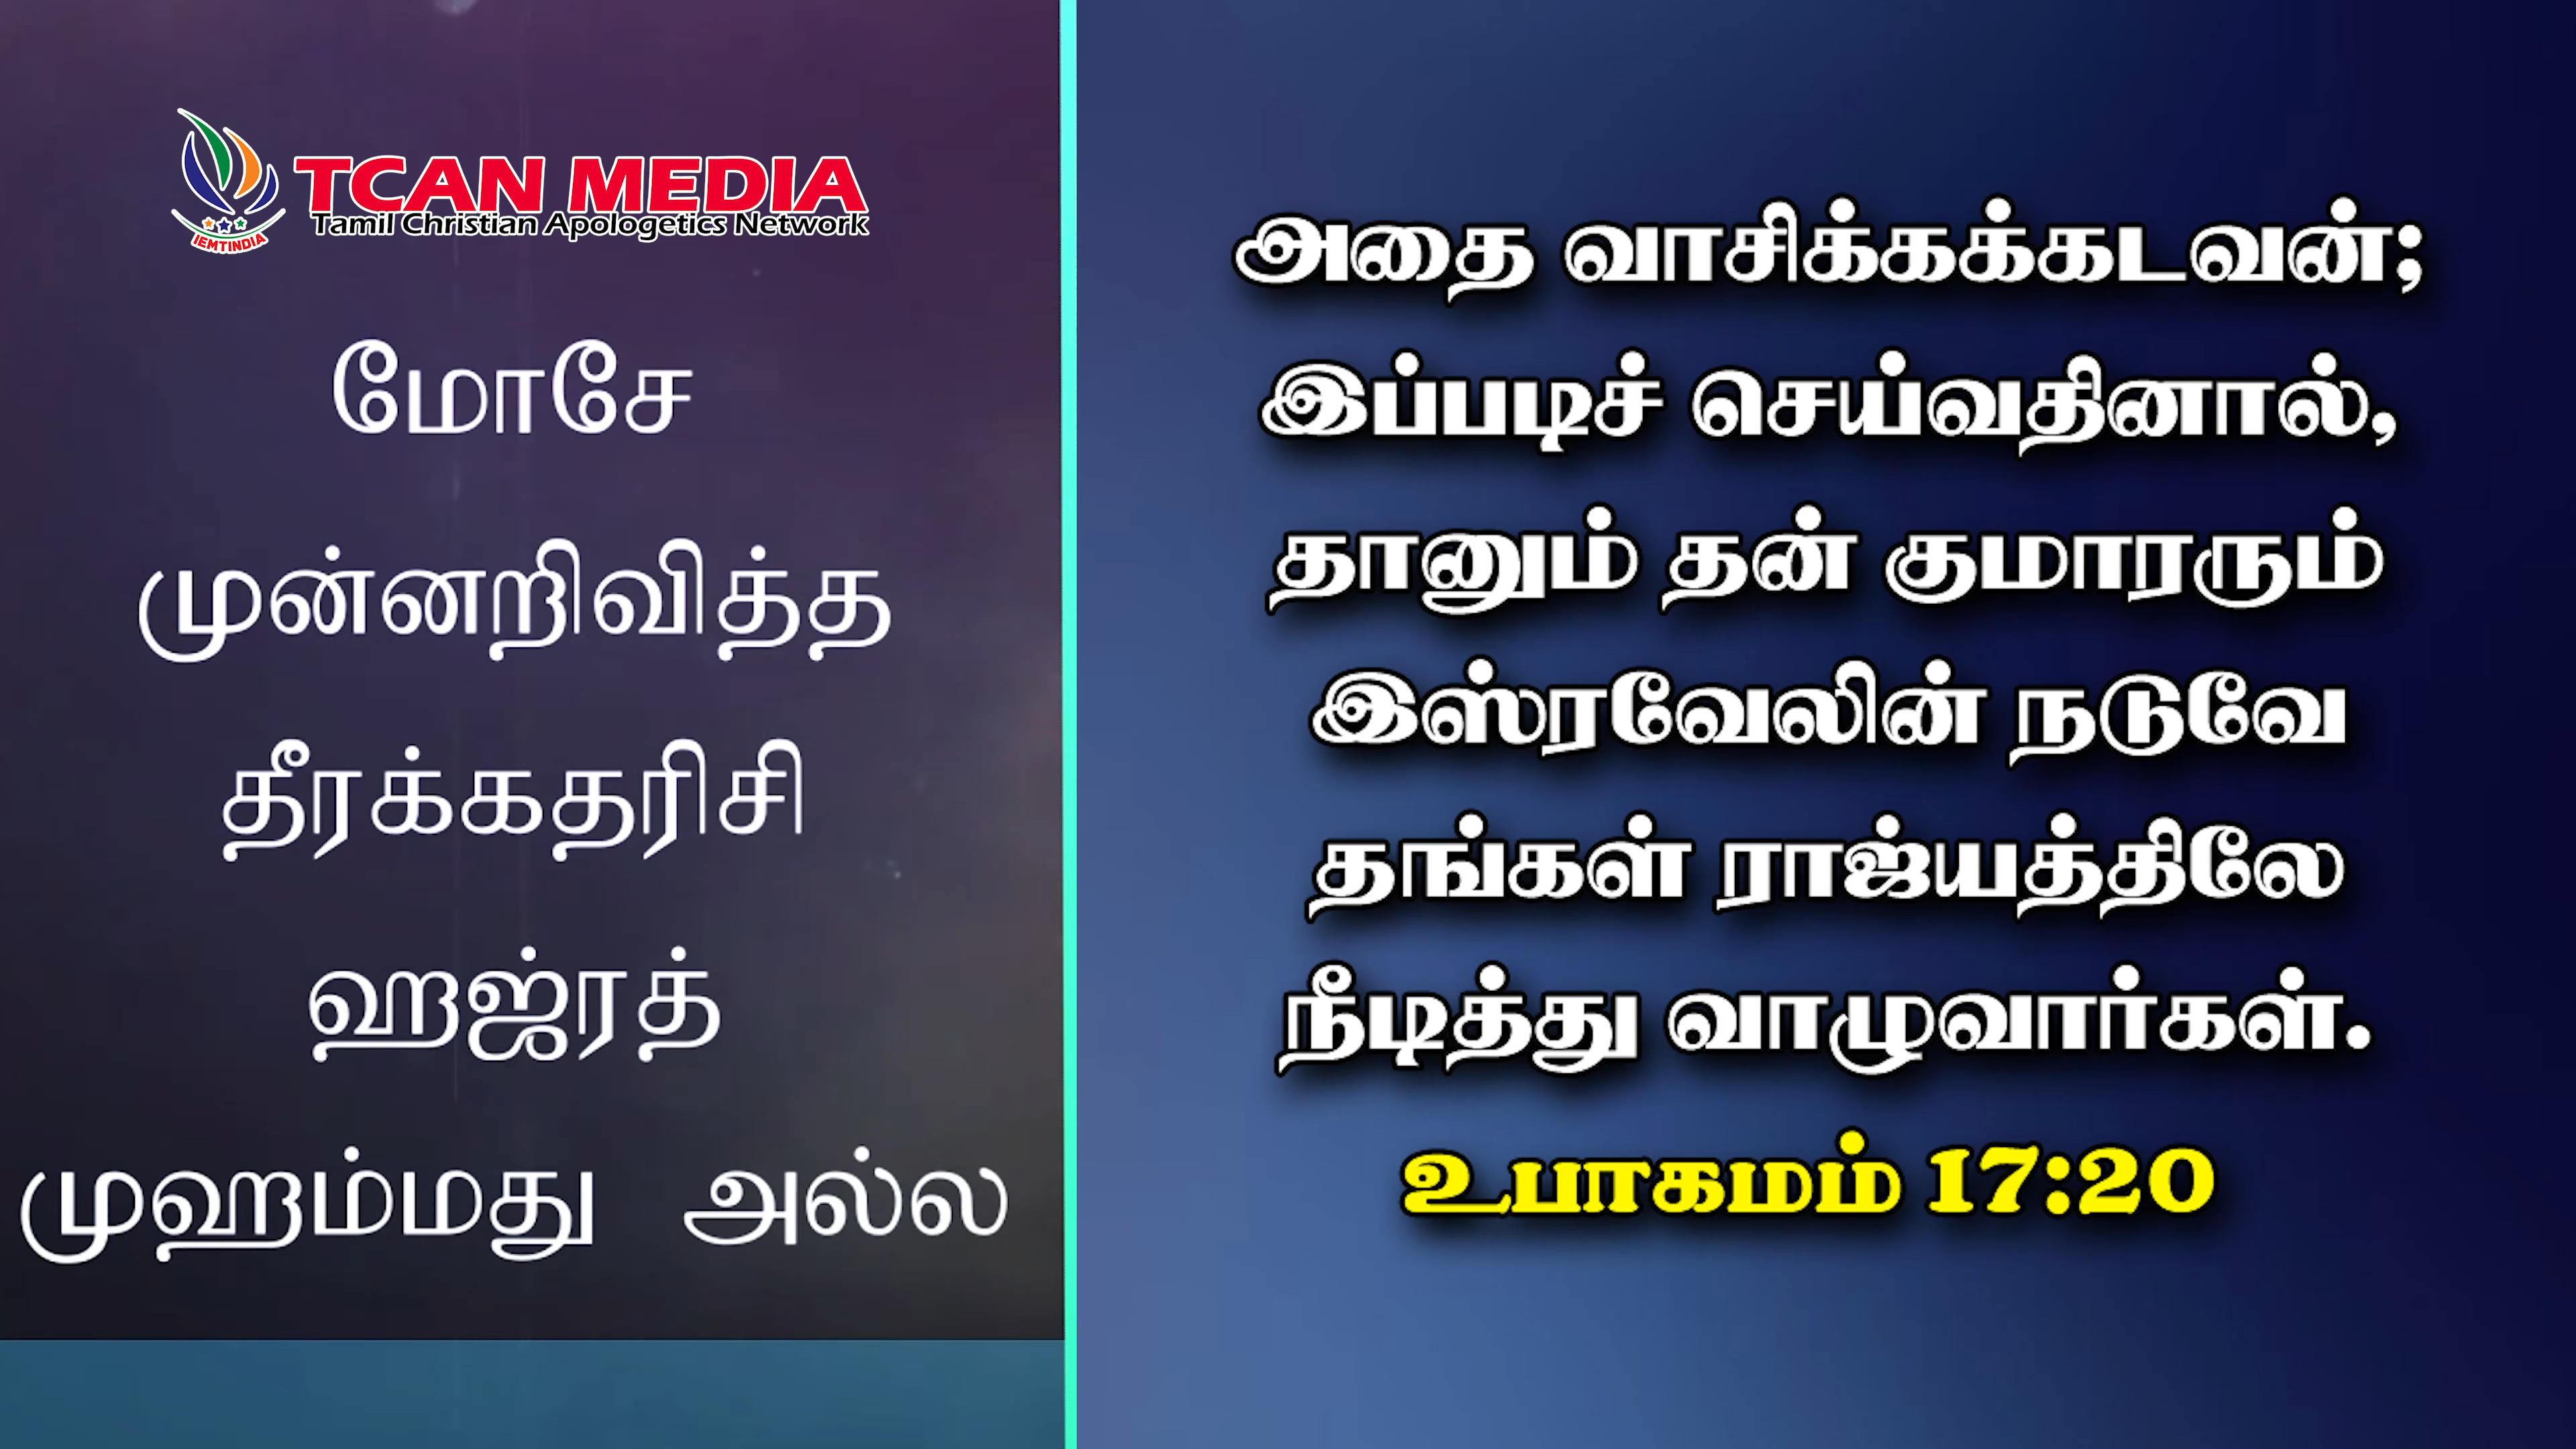 TCAN MEDIA
Tamil Christian Apologetics Network
IEMTINDIA
மோசே
முன்னறிவித்த
தீரக்கதரிசி
ஹஜ்ரத்
முஹம்மது அல்ல
அதை வாசிக்கக்கடவன்;
இப்படிச் செய்வதினால்,
தானும் தன் குமாரரும்
இஸ்ரவேலின் நடுவே
தங்கள் ராஜ்யத்திலே
நீடித்து வாழுவார்கள்.
உபாகமம் 17:20